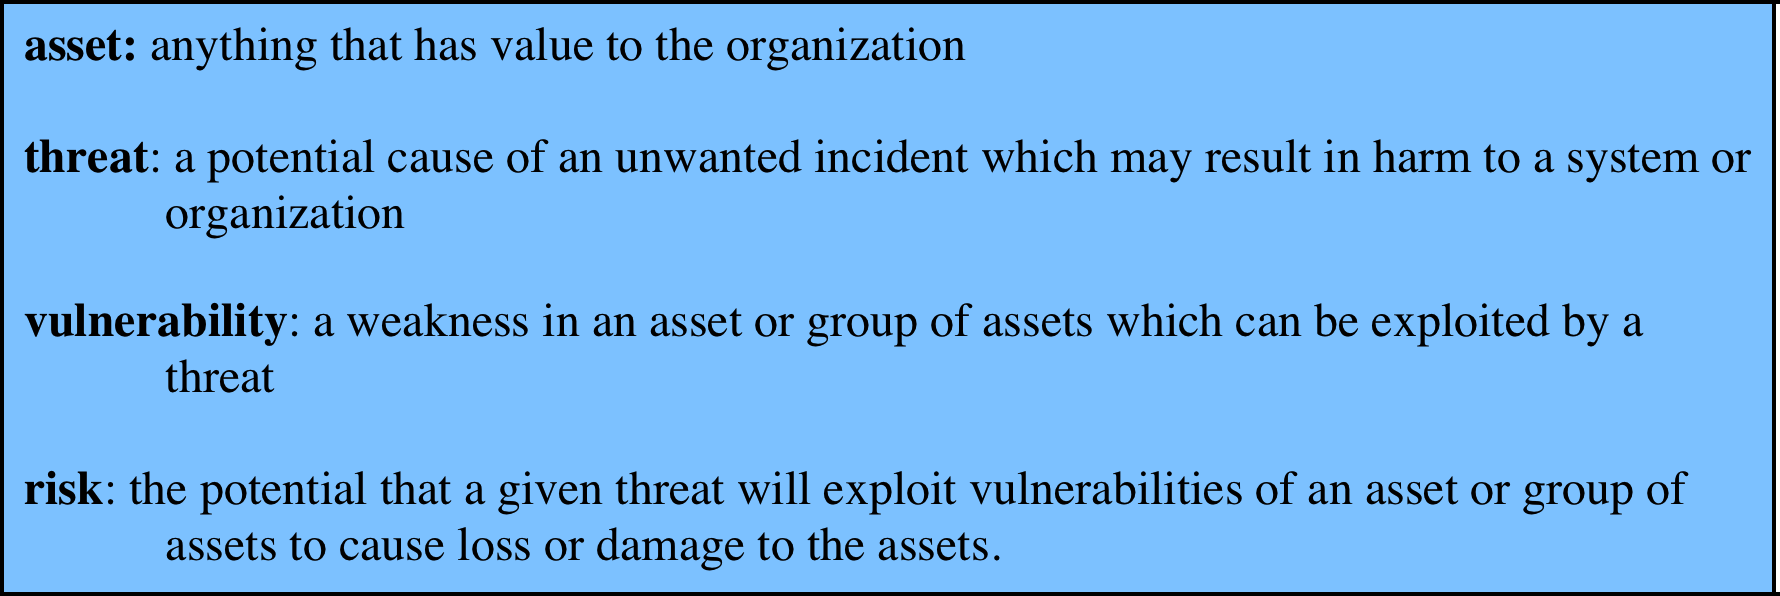 asset: anything that has value to the organization
threat: a potential cause of an unwanted incident which may result in harm to a system or
organization
vulnerability: a weakness in an asset or group of assets which can be exploited by a
threat
risk: the potential that a given threat will exploit vulnerabilities of an asset or group of
assets to cause loss or damage to the assets.